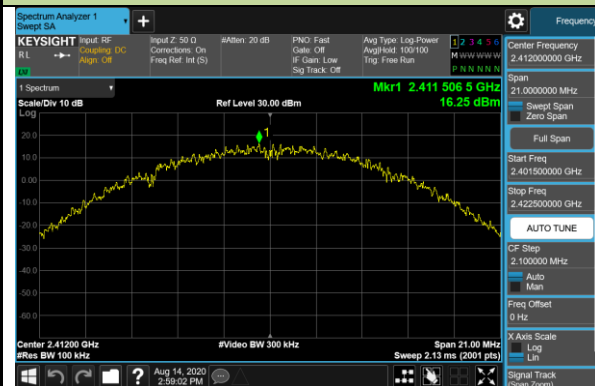 Spectrum Analyzer 1
Swept SA
Frequency
KEYSIGHT
RL
Input: RF
Coupling: DC
Align: Off
Input Z: 50 Ω
Corrections: On
Freq Ref: Int (S)
#Atten: 20 dB
PNO: Fast
Gate: Off
IF Gain: Low
Sig Track: Off
Avg Type: Log-Power
Avg|Hold: 100/100
Trig: Free Run
1 2 3 4 5 6
M W W W W W
P N N N N N
LW
1 Spectrum
Scale/Div 10 dB
Log
Ref Level 30.00 dBm
Mkr1 2.411 506 5 GHz
16.25 dBm
1
20.0
10.0
0.00
-10.0
-20.0
-30.0
-40.0
-50.0
-60.0
Center 2.41200 GHz
#Res BW 100 kHz
#Video BW 300 kHz
Span 21.00 MHz
Sweep 2.13 ms (2001 pts)
Center Frequency
2.412000000 GHz
Span
21.0000000 MHz
Swept Span
Zero Span
Full Span
Start Freq
2.401500000 GHz
Stop Freq
2.422500000 GHz
AUTO TUNE
CF Step
2.100000 MHz
Auto
Man
Freq Offset
0 Hz
X Axis Scale
Log
Lin
Signal Track
(Span Zoom)
?
Aug 14, 2020
2:59:02 PM